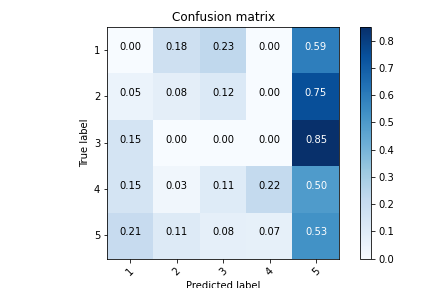 Confusion matrix
True label
1 0.00 0.18 0.23 0.00 0.59
2 0.05 0.08 0.12 0.00 0.75
3 0.15 0.00 0.00 0.00 0.85
4 0.15 0.03 0.11 0.22 0.50
5 0.21 0.11 0.08 0.07 0.53
1 2 3 4 5
Predicted label
0.8
0.7
0.6
0.5
0.4
0.3
0.2
0.1
0.0